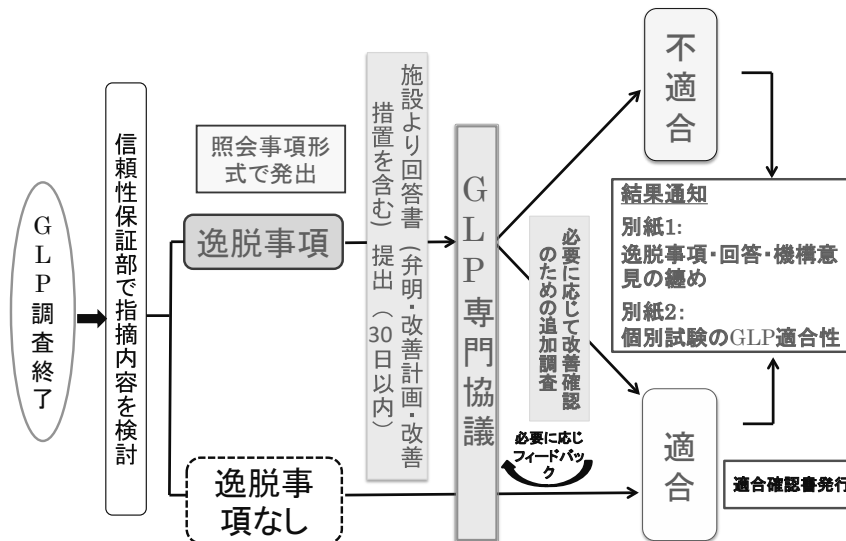 GLP調査終了
信頼性保証部で指摘内容を検討
照会事項形
式で発出
逸脱事項
逸脱事
項なし
施設より回答書(弁明・改善計画・改善
措置を含む)提出(30日以内)
GLP専門協議
必要に応じて改善確認
のための追加調査
必要に応じ
フィードバッ
ク
不適合
適合
結果通知
別紙1:
逸脱事項・回答・機構意
見の纏め
別紙2:
個別試験のGLP適合性
適合確認書発行